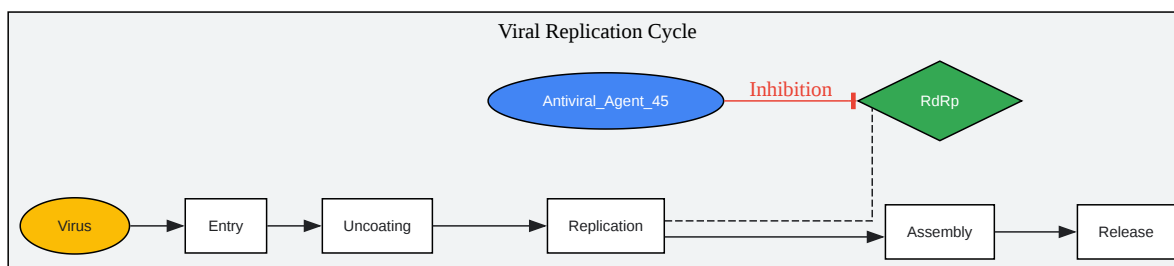 Viral Replication Cycle
Antiviral_Agent_45
Inhibition
RdRp
Virus
Entry
Uncoating
Replication
Assembly
Release